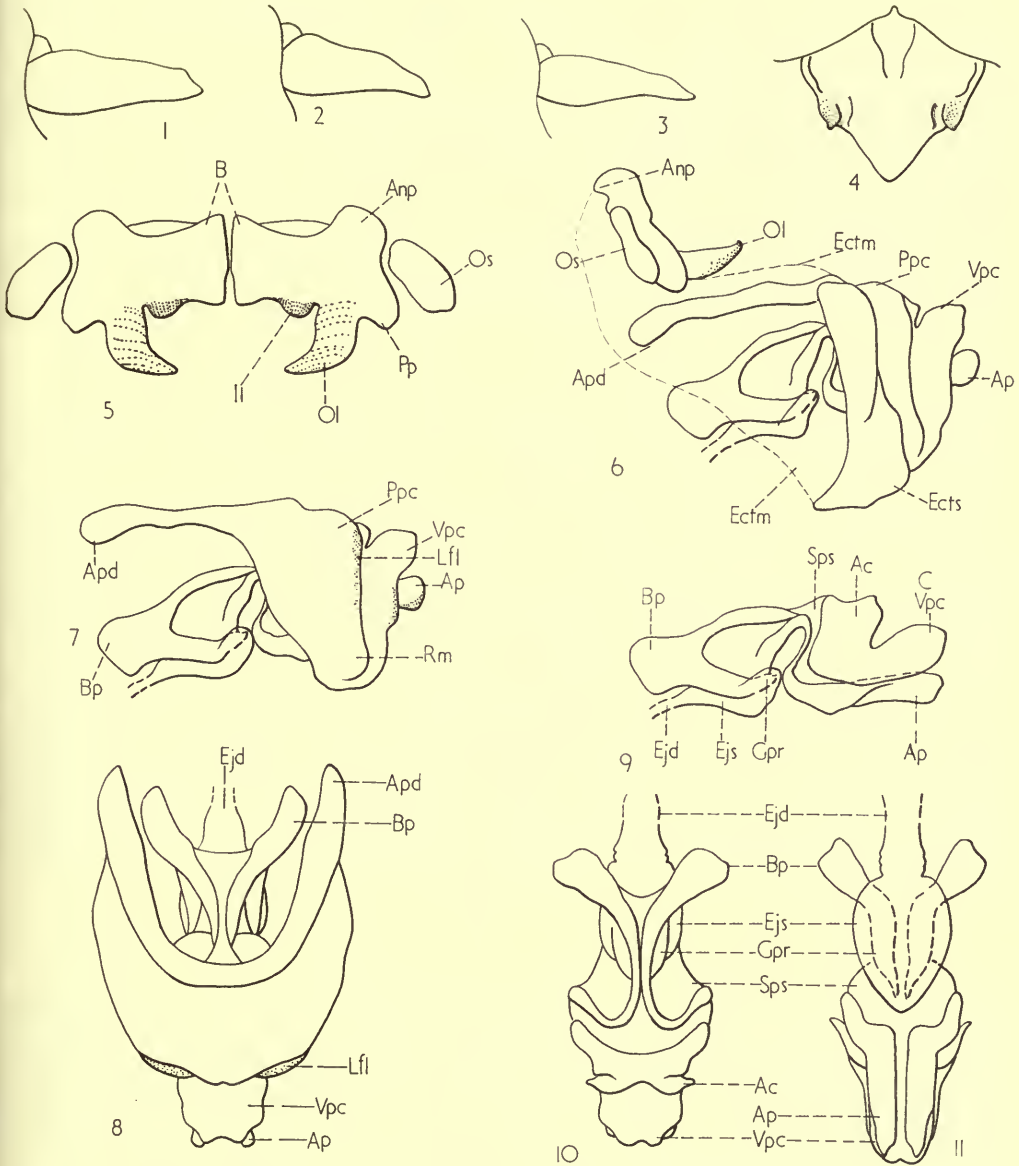 1
2
3
4
B
Anp
Os
Pp
Il
Ol
5
Anp
Ol
Os
Ectm
Ppc
Vpc
Apd
Ap
6
Ectm
Ects
Ppc
Vpc
Lfl
Ap
Apd
7
Bp
Rm
Sps
Ac
C
Vpc
Bp
Ejd
Ejs
Gpr
Ap
9
Ejd
Apd
Bp
Lfl
Vpc
Ap
8
Ejd
Bp
Ejs
Gpr
Sps
Ac
Ap
Vpc
10
11